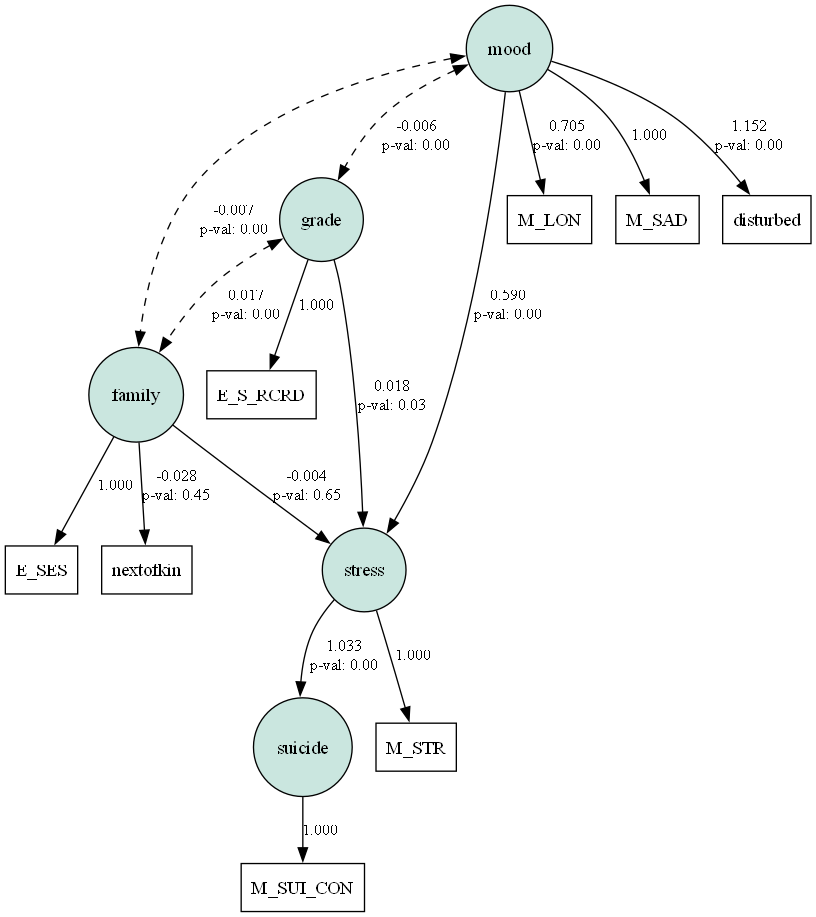 mood
-0.006
p-val: 0.00
0.705
p-val: 0.00
1.000
1.152
p-val: 0.00
-0.007
p-val: 0.00
grade
M_LON
M_SAD
disturbed
0.017
p-val: 0.00
1.000
0.590
p-val: 0.00
family
E_S_RCRD
0.018
p-val: 0.03
1.000
-0.028
p-val: 0.45
-0.004
p-val: 0.65
E_SES
nextofkin
stress
1.033
p-val: 0.00
1.000
suicide
M_STR
1.000
M_SUI_CON